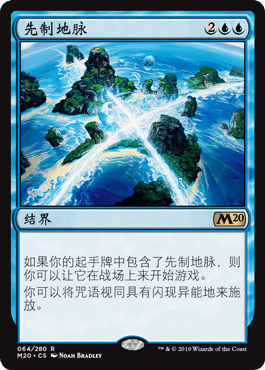 先制地脉 2
结界 M20
如果你的起手牌中包含了先制地脉，则
你可以让它在战场上来开始游戏。
你可以将咒语视同具有闪现异能地来施
放。
064/280 R
M20 • CS NOAH BRADLEY
™ & © 2019 Wizards of the Coast